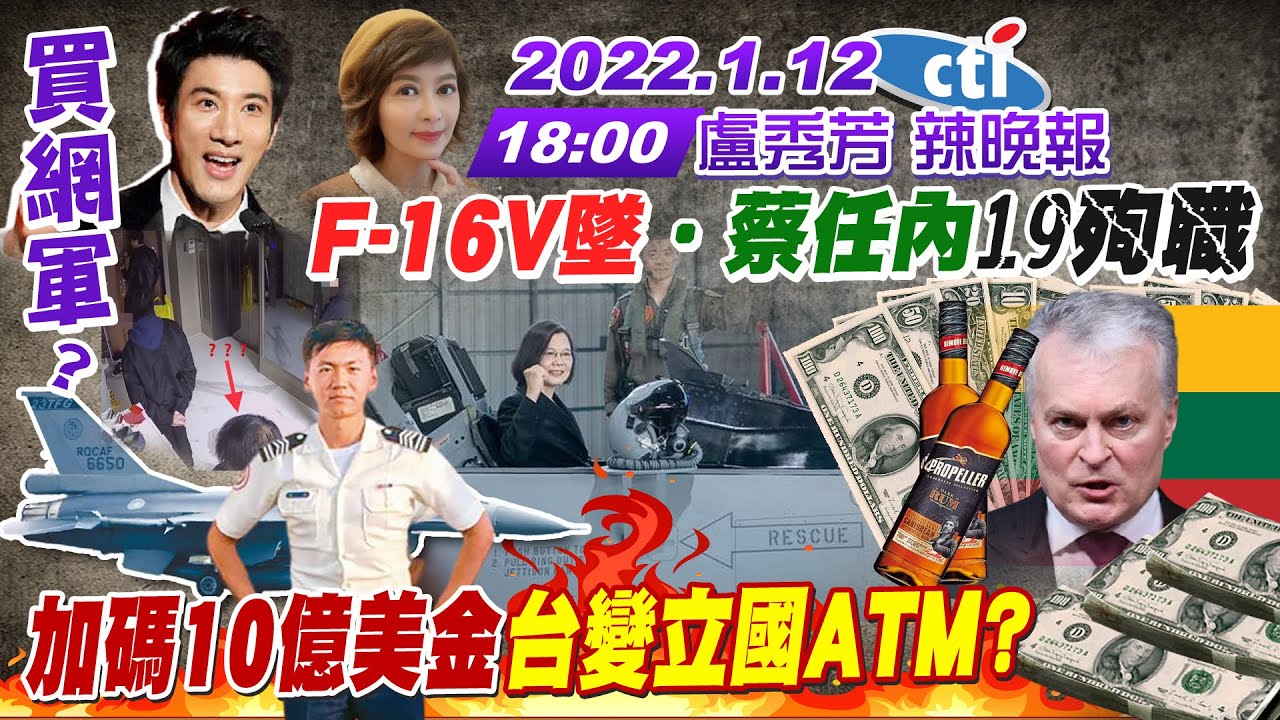 買網軍?
2022.1.12
cti
18:00 盧秀芳 辣晚報
F-16V墜·蔡任內19殉職
???
23TFG
ROCAF
6650
RESCUE
PROPELLER
RUM
加碼10億美金台變立國ATM?